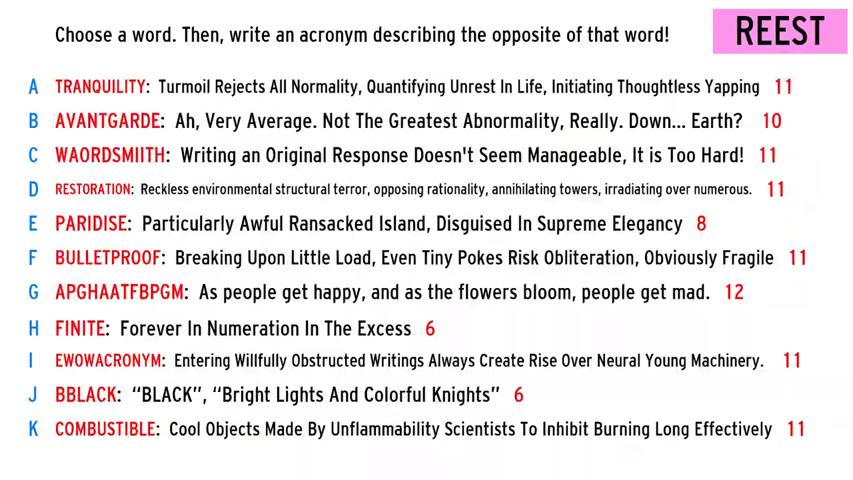 Choose a word. Then, write an acronym describing the opposite of that word! REEST
A TRANQUILITY: Turmoil Rejects All Normality, Quantifying Unrest In Life, Initiating Thoughtless Yapping 11
B AVANTGARDE: Ah, Very Average. Not The Greatest Abnormality, Really. Down... Earth? 10
C WAORDSMIITH: Writing an Original Response Doesn't Seem Manageable, It is Too Hard! 11
D RESTORATION: Reckless environmental structural terror, opposing rationality, annihilating towers, irradiating over numerous. 11
E PARIDISE: Particularly Awful Ransacked Island, Disguised In Supreme Elegancy 8
F BULLETPROOF: Breaking Upon Little Load, Even Tiny Pokes Risk Obliteration, Obviously Fragile 11
G APGHAATFBPGM: As people get happy, and as the flowers bloom, people get mad. 12
H FINITE: Forever In Numeration In The Excess 6
I EWOWACRONYM: Entering Willfully Obstructed Writings Always Create Rise Over Neural Young Machinery. 11
J BBLACK: “BLACK”, “Bright Lights And Colorful Knights” 6
K COMBUSTIBLE: Cool Objects Made By Unflammability Scientists To Inhibit Burning Long Effectively 11